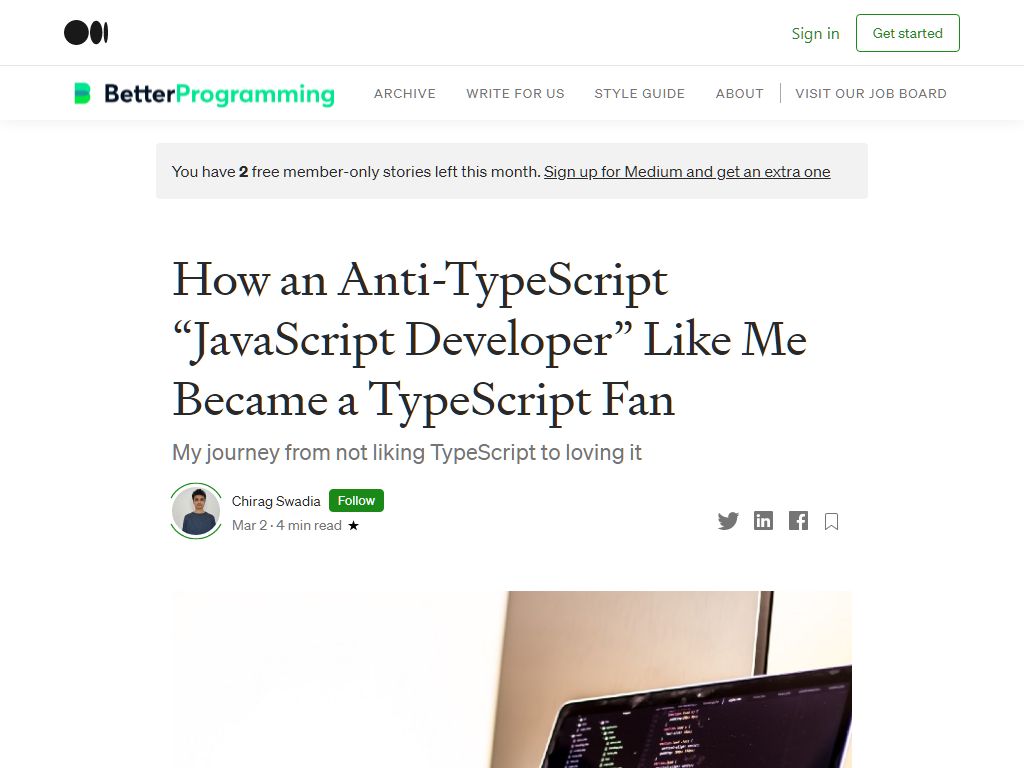 Sign in
Get started
BetterProgramming
ARCHIVE
WRITE FOR US
STYLE GUIDE
ABOUT
VISIT OUR JOB BOARD
You have 2 free member-only stories left this month. Sign up for Medium and get an extra one
How an Anti-TypeScript
“JavaScript Developer” Like Me
Became a TypeScript Fan
My journey from not liking TypeScript to loving it
Chirag Swadia
Follow
Mar 2 · 4 min read ★